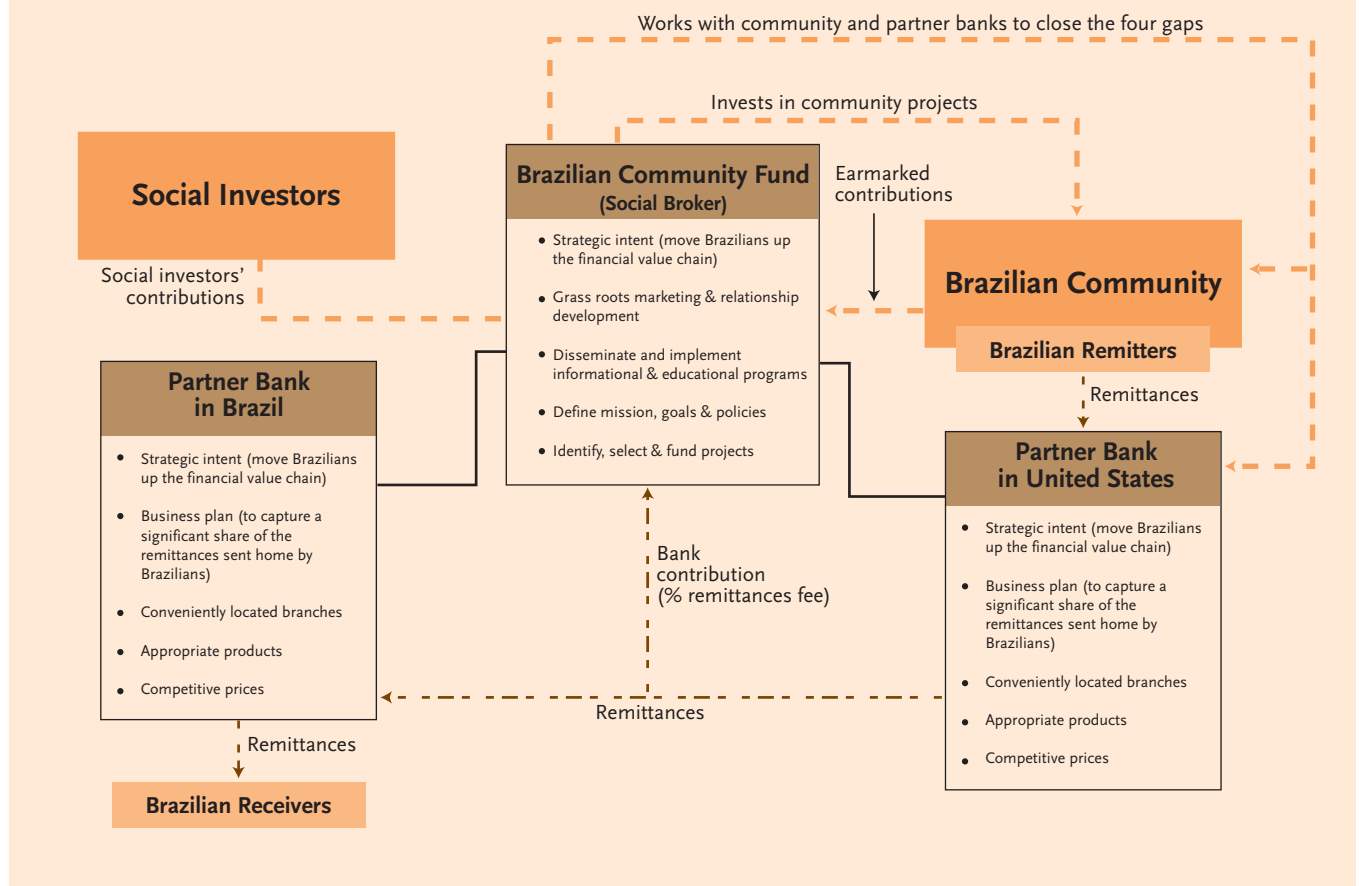 Works with community and partner banks to close the four gaps
Invests in community projects
Social Investors
Social investors’
contributions
Brazilian Community Fund
(Social Broker)
• Strategic intent (move Brazilians up
the financial value chain)
• Grass roots marketing & relationship
development
• Disseminate and implement
informational & educational programs
• Define mission, goals & policies
• Identify, select & fund projects
Earmarked
contributions
Brazilian Community
Brazilian Remitters
Remittances
Partner Bank
in Brazil
• Strategic intent (move Brazilians
up the financial value chain)
• Business plan (to capture a
significant share of the
remittances sent home by
Brazilians)
• Conveniently located branches
• Appropriate products
• Competitive prices
Partner Bank
in United States
• Strategic intent (move Brazilians
up the financial value chain)
• Business plan (to capture a
significant share of the
remittances sent home by
Brazilians)
• Conveniently located branches
• Appropriate products
• Competitive prices
Bank
contribution
(% remittances fee)
Remittances
Remittances
Brazilian Receivers